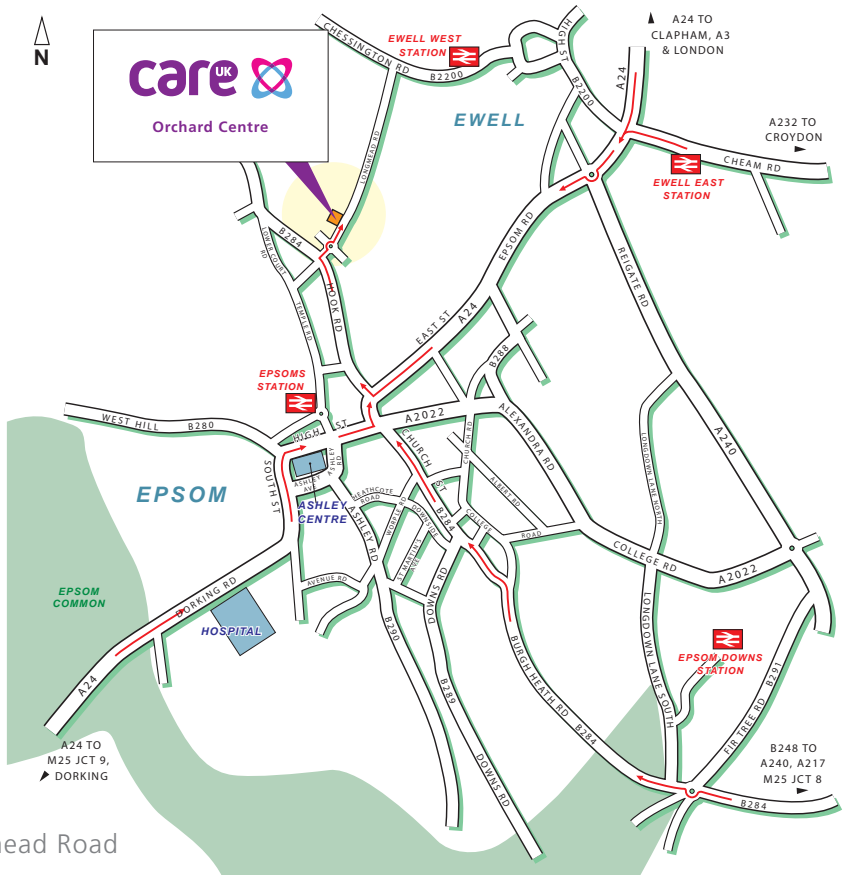 N
care UK
Orchard Centre
CHESSINGTON RD
B2200
EWELL WEST
STATION
HIGH ST
B2200
A24 TO
CLAPHAM, A3
& LONDON
A24
A232 TO
CROYDON
CHEAM RD
EWELL EAST
STATION
EWELL
LONGMEAD RD
B284
LOWER COURT
RD
TEMPLE RD
HOOK RD
EPSOM RD
REIGATE RD
EAST ST
A24
B288
EPSOMS
STATION
WEST HILL
B280
HIGH ST
A2022
ALEXANDRA RD
A240
LONGDOWN LANE NORTH
CHURCH ST
CHURCH RD
ALBERT RD
SOUTH ST
ASHLEY
RD
ASHLEY
AVE
EPSOM
ASHLEY
CENTRE
HEATHCOTE
ROAD
WORPLE RD
DOWNSIDE
B284
COLLEGE
ROAD
ASHLEY RD
ST MARTIN'S
AVE
COLLEGE RD
A2022
AVENUE RD
DORKING RD
EPSOM
COMMON
HOSPITAL
DOWNS RD
B290
BURGH HEATH RD
LONGDOWN LANE SOUTH
EPSOM DOWNS
STATION
B291
FIR TREE RD
A24
B289
B284
A24 TO
M25 JCT 9,
DORKING
DOWNS RD
B248 TO
A240, A217
M25 JCT 8
B284
ead Road